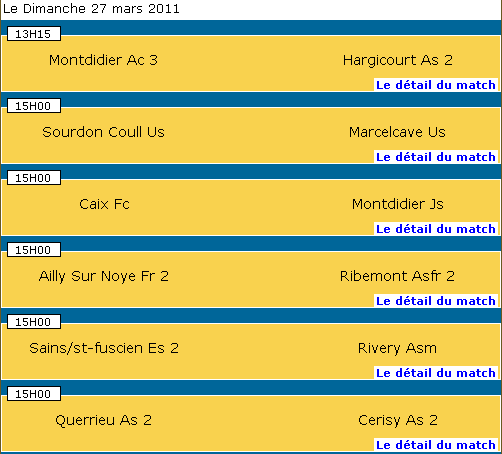 Le Dimanche 27 mars 2011
13H15
Montdidier Ac 3 Hargicourt As 2
Le détail du match
15H00
Sourdon Coull Us Marcelcave Us
Le détail du match
15H00
Caix Fc Montdidier Js
Le détail du match
15H00
Ailly Sur Noye Fr 2 Ribemont Asfr 2
Le détail du match
15H00
Sains/st-fuscien Es 2 Rivery Asm
Le détail du match
15H00
Querrieu As 2 Cerisy As 2
Le détail du match